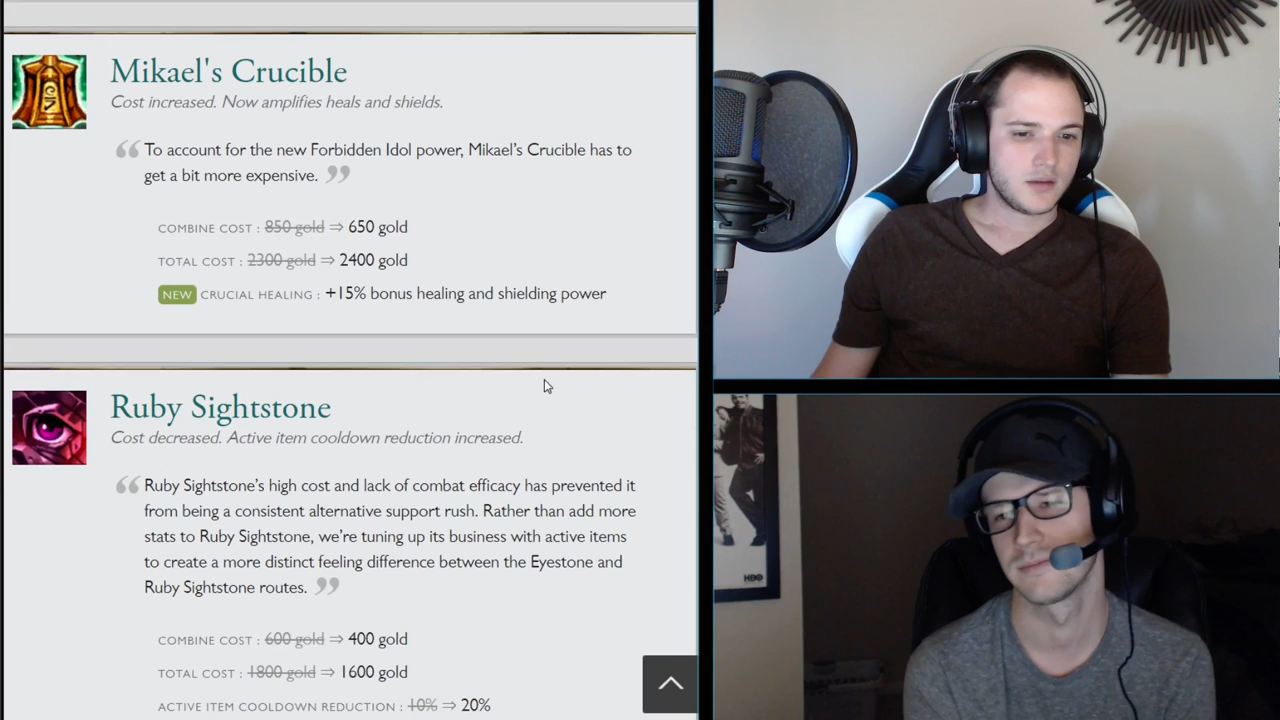 Mikael's Crucible
Cost increased. Now amplifies heals and shields.
“ To account for the new Forbidden Idol power, Mikael’s Crucible has to
get a bit more expensive. ”
COMBINE COST : 850 gold ⇒ 650 gold
TOTAL COST : 2300 gold ⇒ 2400 gold
NEW CRUCIAL HEALING : +15% bonus healing and shielding power
Ruby Sightstone
Cost decreased. Active item cooldown reduction increased.
“ Ruby Sightstone’s high cost and lack of combat efficacy has prevented it
from being a consistent alternative support rush. Rather than add more
stats to Ruby Sightstone, we’re tuning up its business with active items
to create a more distinct feeling difference between the Eyestone and
Ruby Sightstone routes. ”
COMBINE COST : 600 gold ⇒ 400 gold
TOTAL COST : 1800 gold ⇒ 1600 gold
ACTIVE ITEM COOLDOWN REDUCTION : 10% ⇒ 20%
HBO